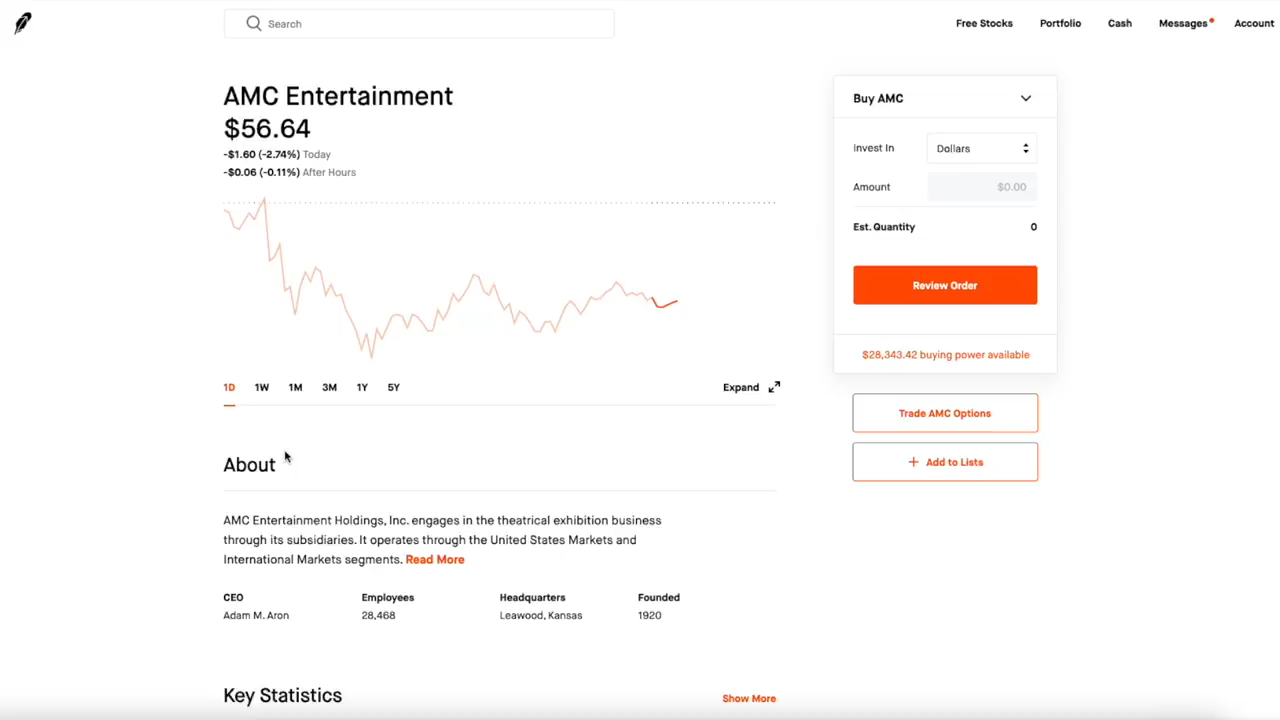 Search
Free Stocks
Portfolio
Cash
Messages
Account
AMC Entertainment
$56.64
-$1.60 (-2.74%) Today
-$0.06 (-0.11%) After Hours
1D
1W
1M
3M
1Y
5Y
Expand
Buy AMC
Invest In
Dollars
Amount
$0.00
Est. Quantity
0
Review Order
$28,343.42 buying power available
Trade AMC Options
+ Add to Lists
About
AMC Entertainment Holdings, Inc. engages in the theatrical exhibition business
through its subsidiaries. It operates through the United States Markets and
International Markets segments. Read More
CEO
Adam M. Aron
Employees
28,468
Headquarters
Leawood, Kansas
Founded
1920
Key Statistics
Show More